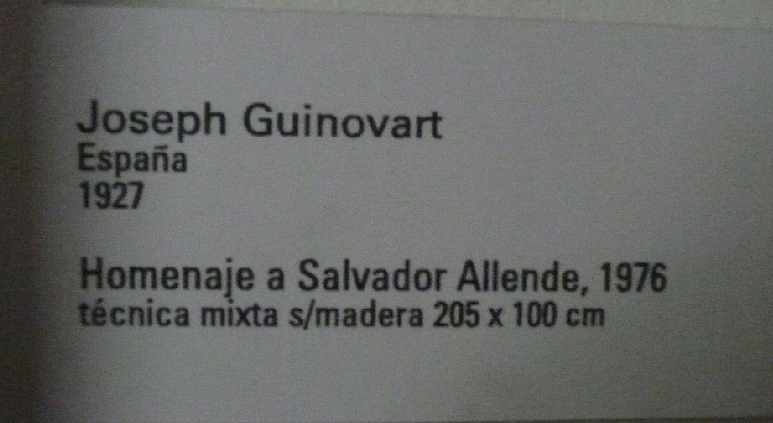 Joseph Guinovart
España
1927
Homenaje a Salvador Allende, 1976
técnica mixta s/madera 205 x 100 cm